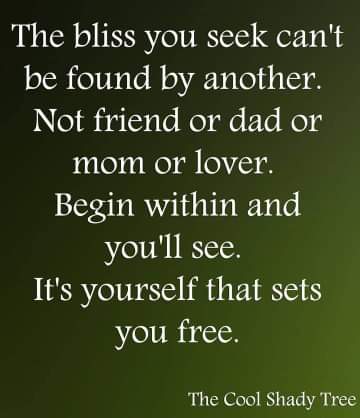 The bliss you seek can't
be found by another.
Not friend or dad or
mom or lover.
Begin within and
you'll see.
It's yourself that sets
you free.
The Cool Shady Tree